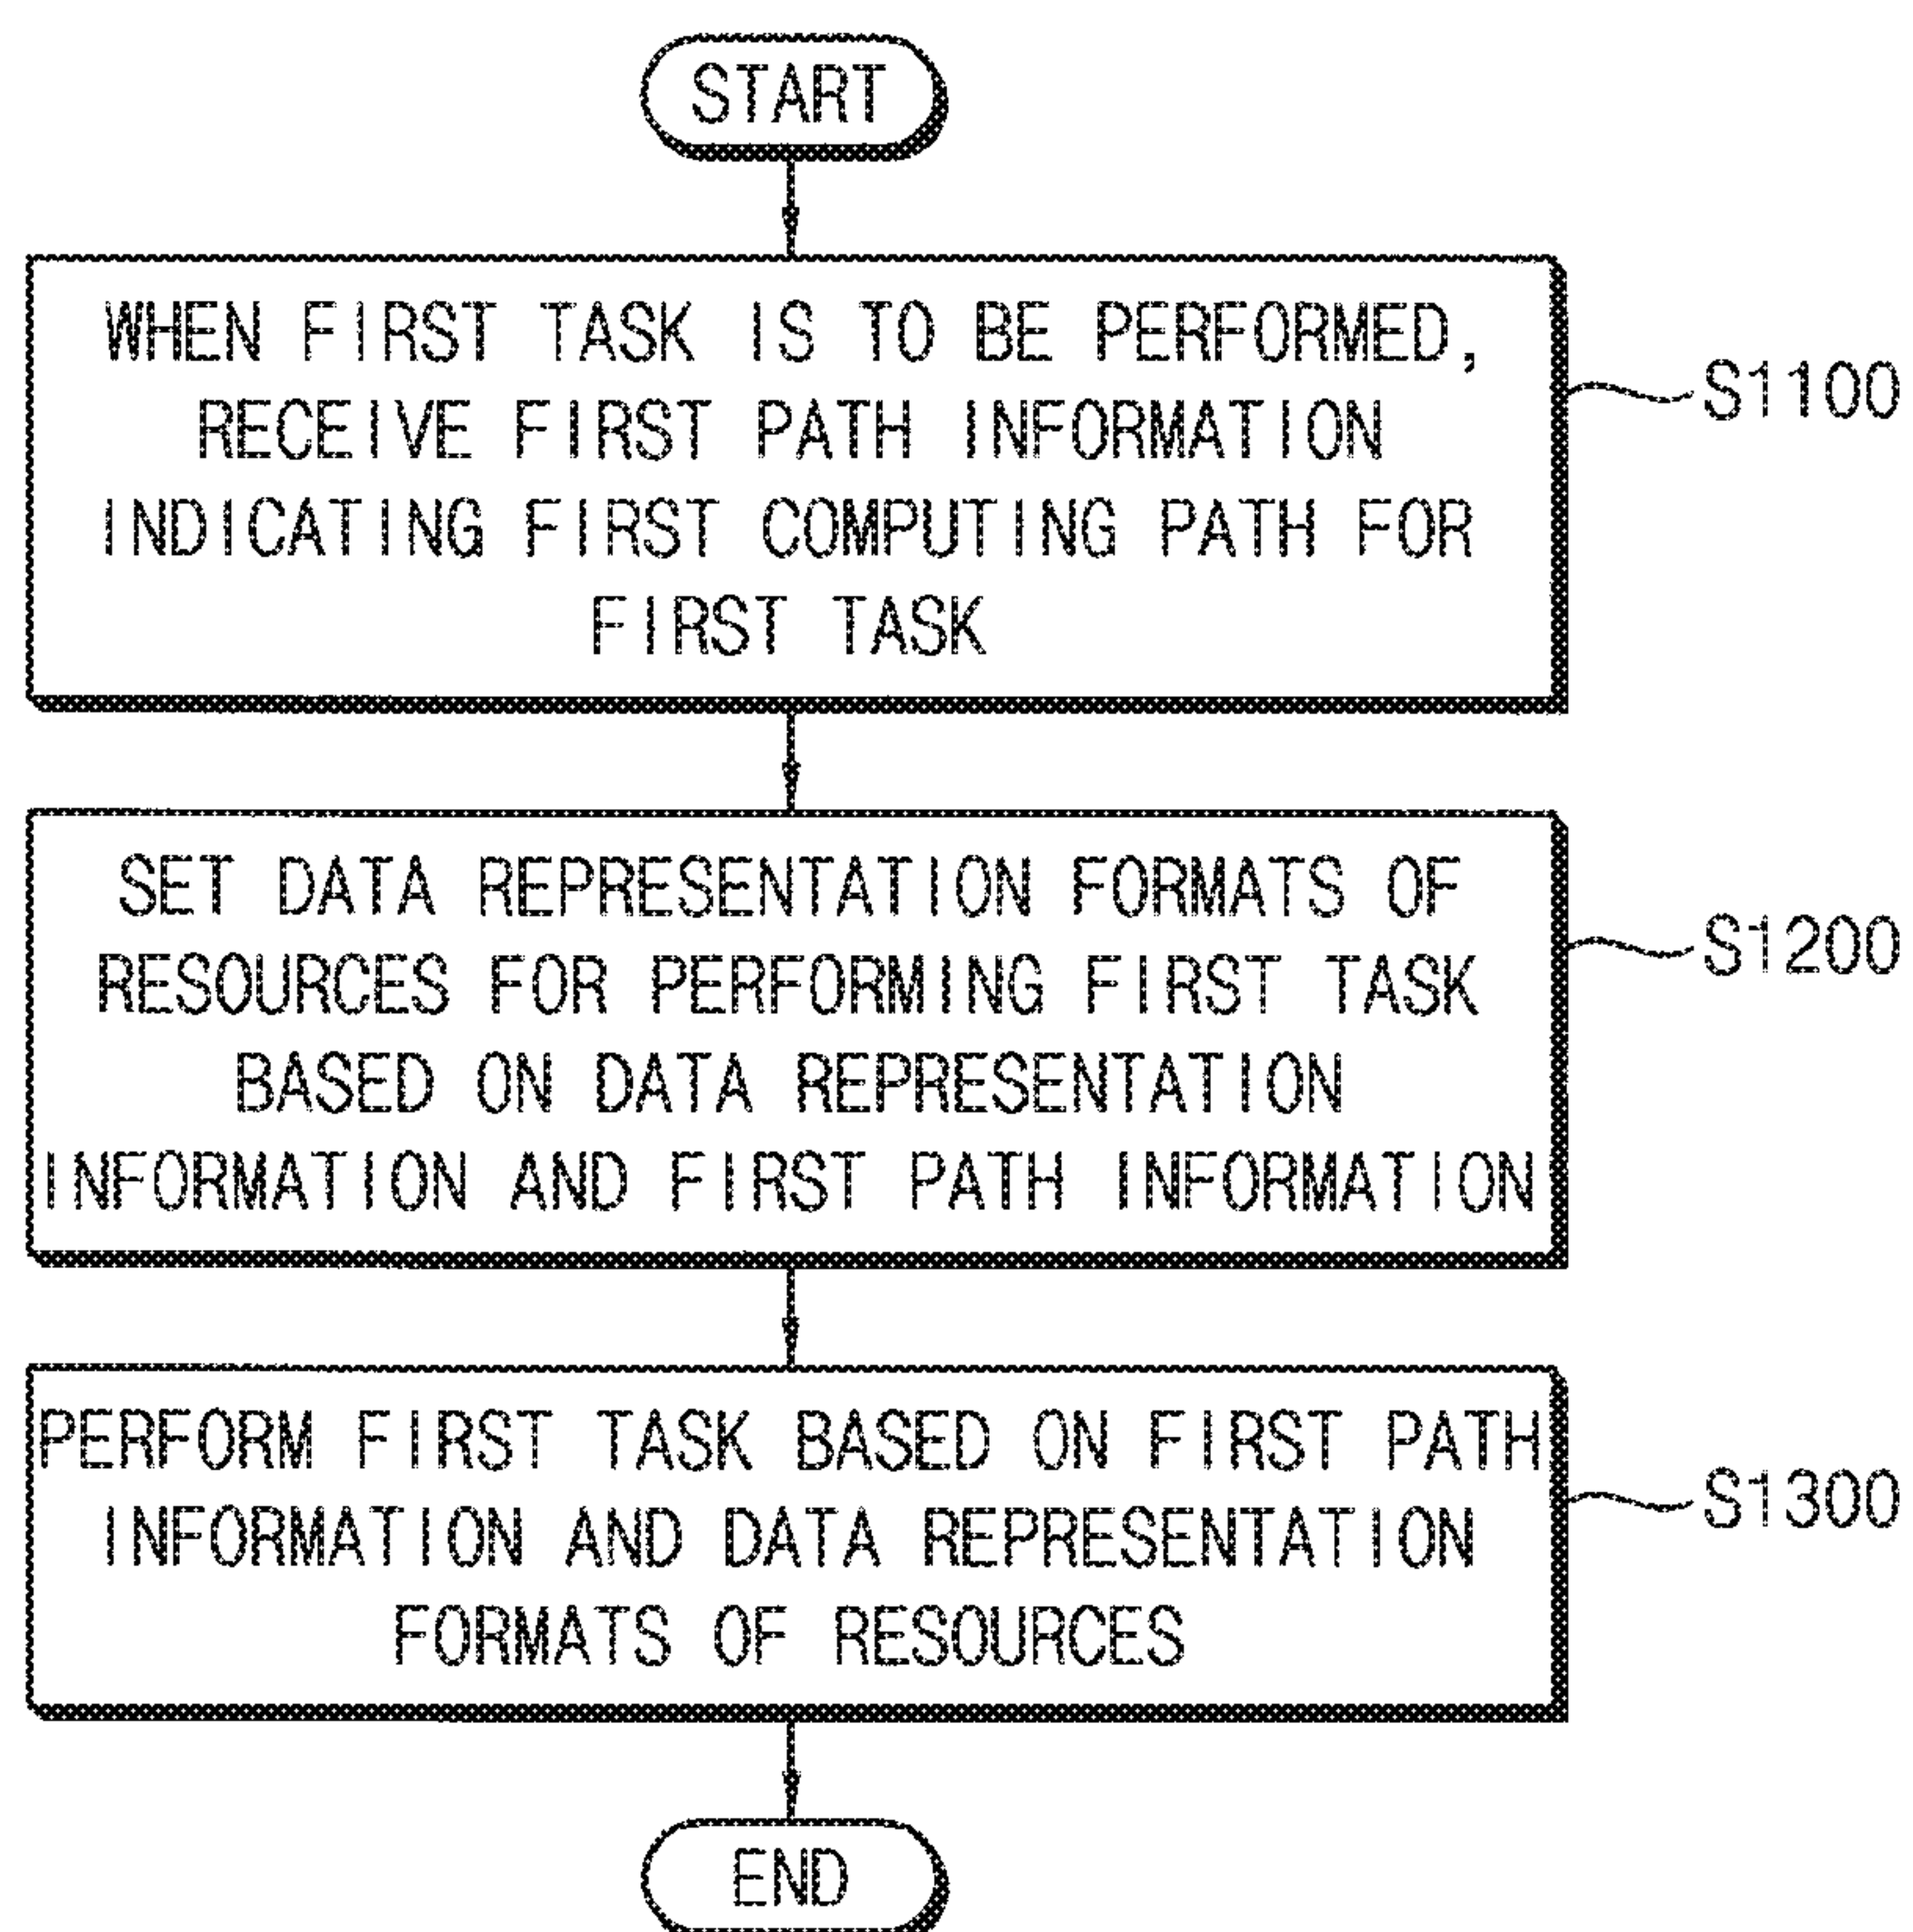 START
WHEN FIRST TASK IS TO BE PERFORMED,
RECEIVE FIRST PATH INFORMATION
INDICATING FIRST COMPUTING PATH FOR
FIRST TASK
S1100
SET DATA REPRESENTATION FORMATS OF
RESOURCES FOR PERFORMING FIRST TASK
BASED ON DATA REPRESENTATION
INFORMATION AND FIRST PATH INFORMATION
S1200
PERFORM FIRST TASK BASED ON FIRST PATH
INFORMATION AND DATA REPRESENTATION
FORMATS OF RESOURCES
S1300
END